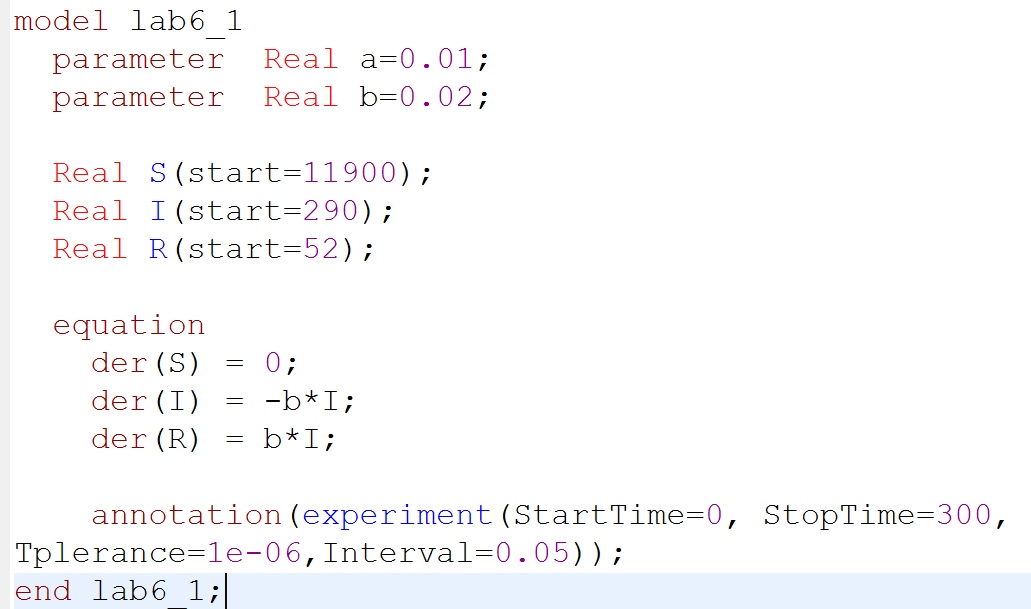 model lab6_1
parameter Real a=0.01;
parameter Real b=0.02;
Real S(start=11900);
Real I(start=290);
Real R(start=52);
equation
der(S) = 0;
der(I) = -b*I;
der(R) = b*I;
annotation(experiment(StartTime=0, StopTime=300,
Tplerance=1e-06,Interval=0.05));
end lab6_1;